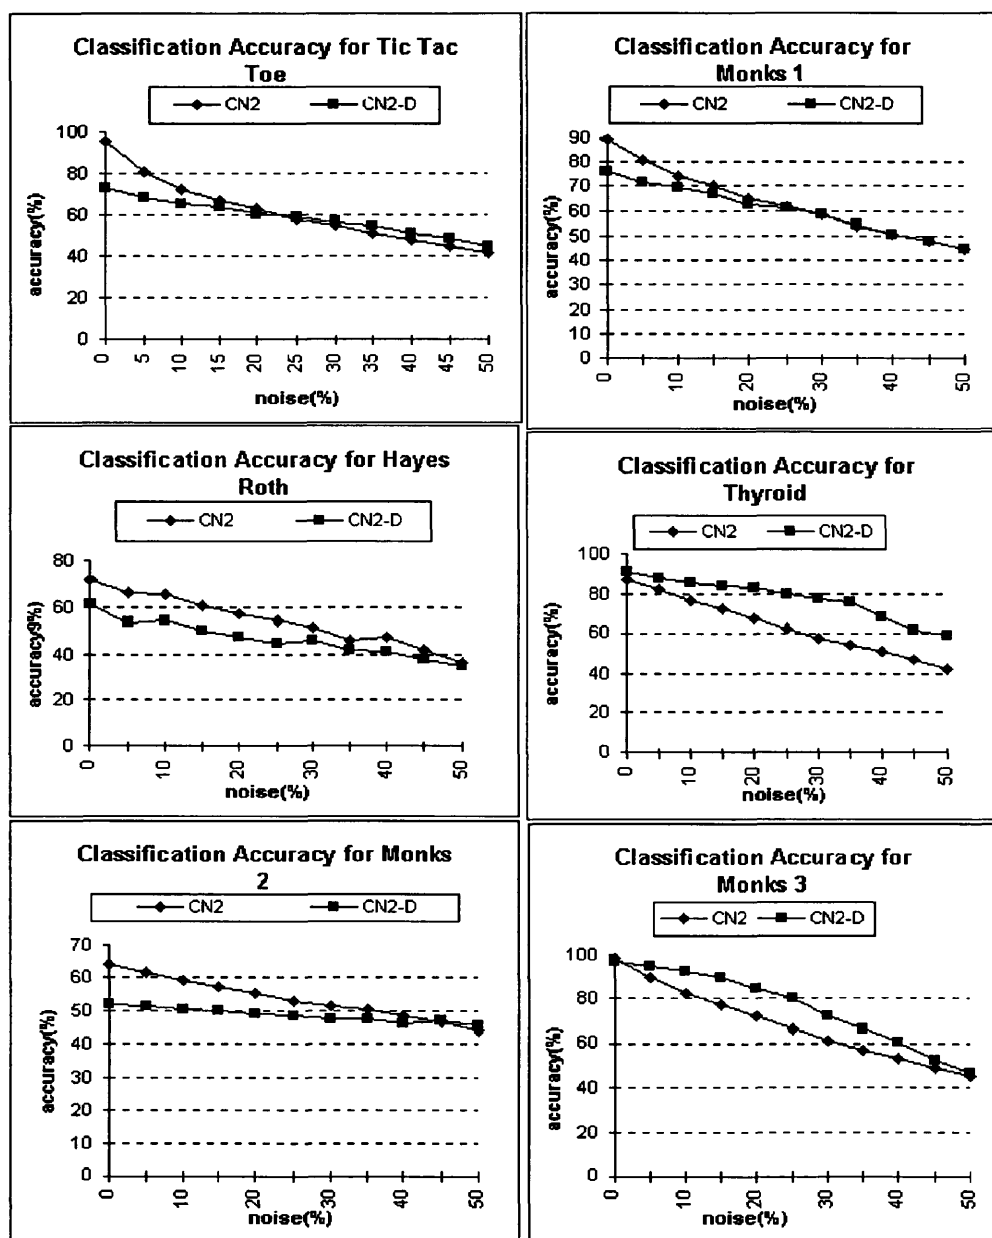 Classification Accuracy for Tic Tac
Toe
CN2 CN2-D
100
80
60
40
20
0
accuracy(%)
0 5 10 15 20 25 30 35 40 45 50
noise(%)
Classification Accuracy for
Monks 1
CN2 CN2-D
90
80
70
60
50
40
30
20
10
0
accuracy(%)
0 10 20 30 40 50
noise(%)
Classification Accuracy for Hayes
Roth
CN2 CN2-D
80
60
40
20
0
accuracy9%)
0 10 20 30 40 50
noise(%)
Classification Accuracy for
Thyroid
CN2 CN2-D
100
80
60
40
20
0
accuracy(%)
0 10 20 30 40 50
noise(%)
Classification Accuracy for Monks
2
CN2 CN2-D
70
60
50
40
30
20
10
0
accuracy(%)
0 10 20 30 40 50
noise(%)
Classification Accuracy for
Monks 3
CN2 CN2-D
100
80
60
40
20
0
accuracy(%)
0 10 20 30 40 50
noise(%)